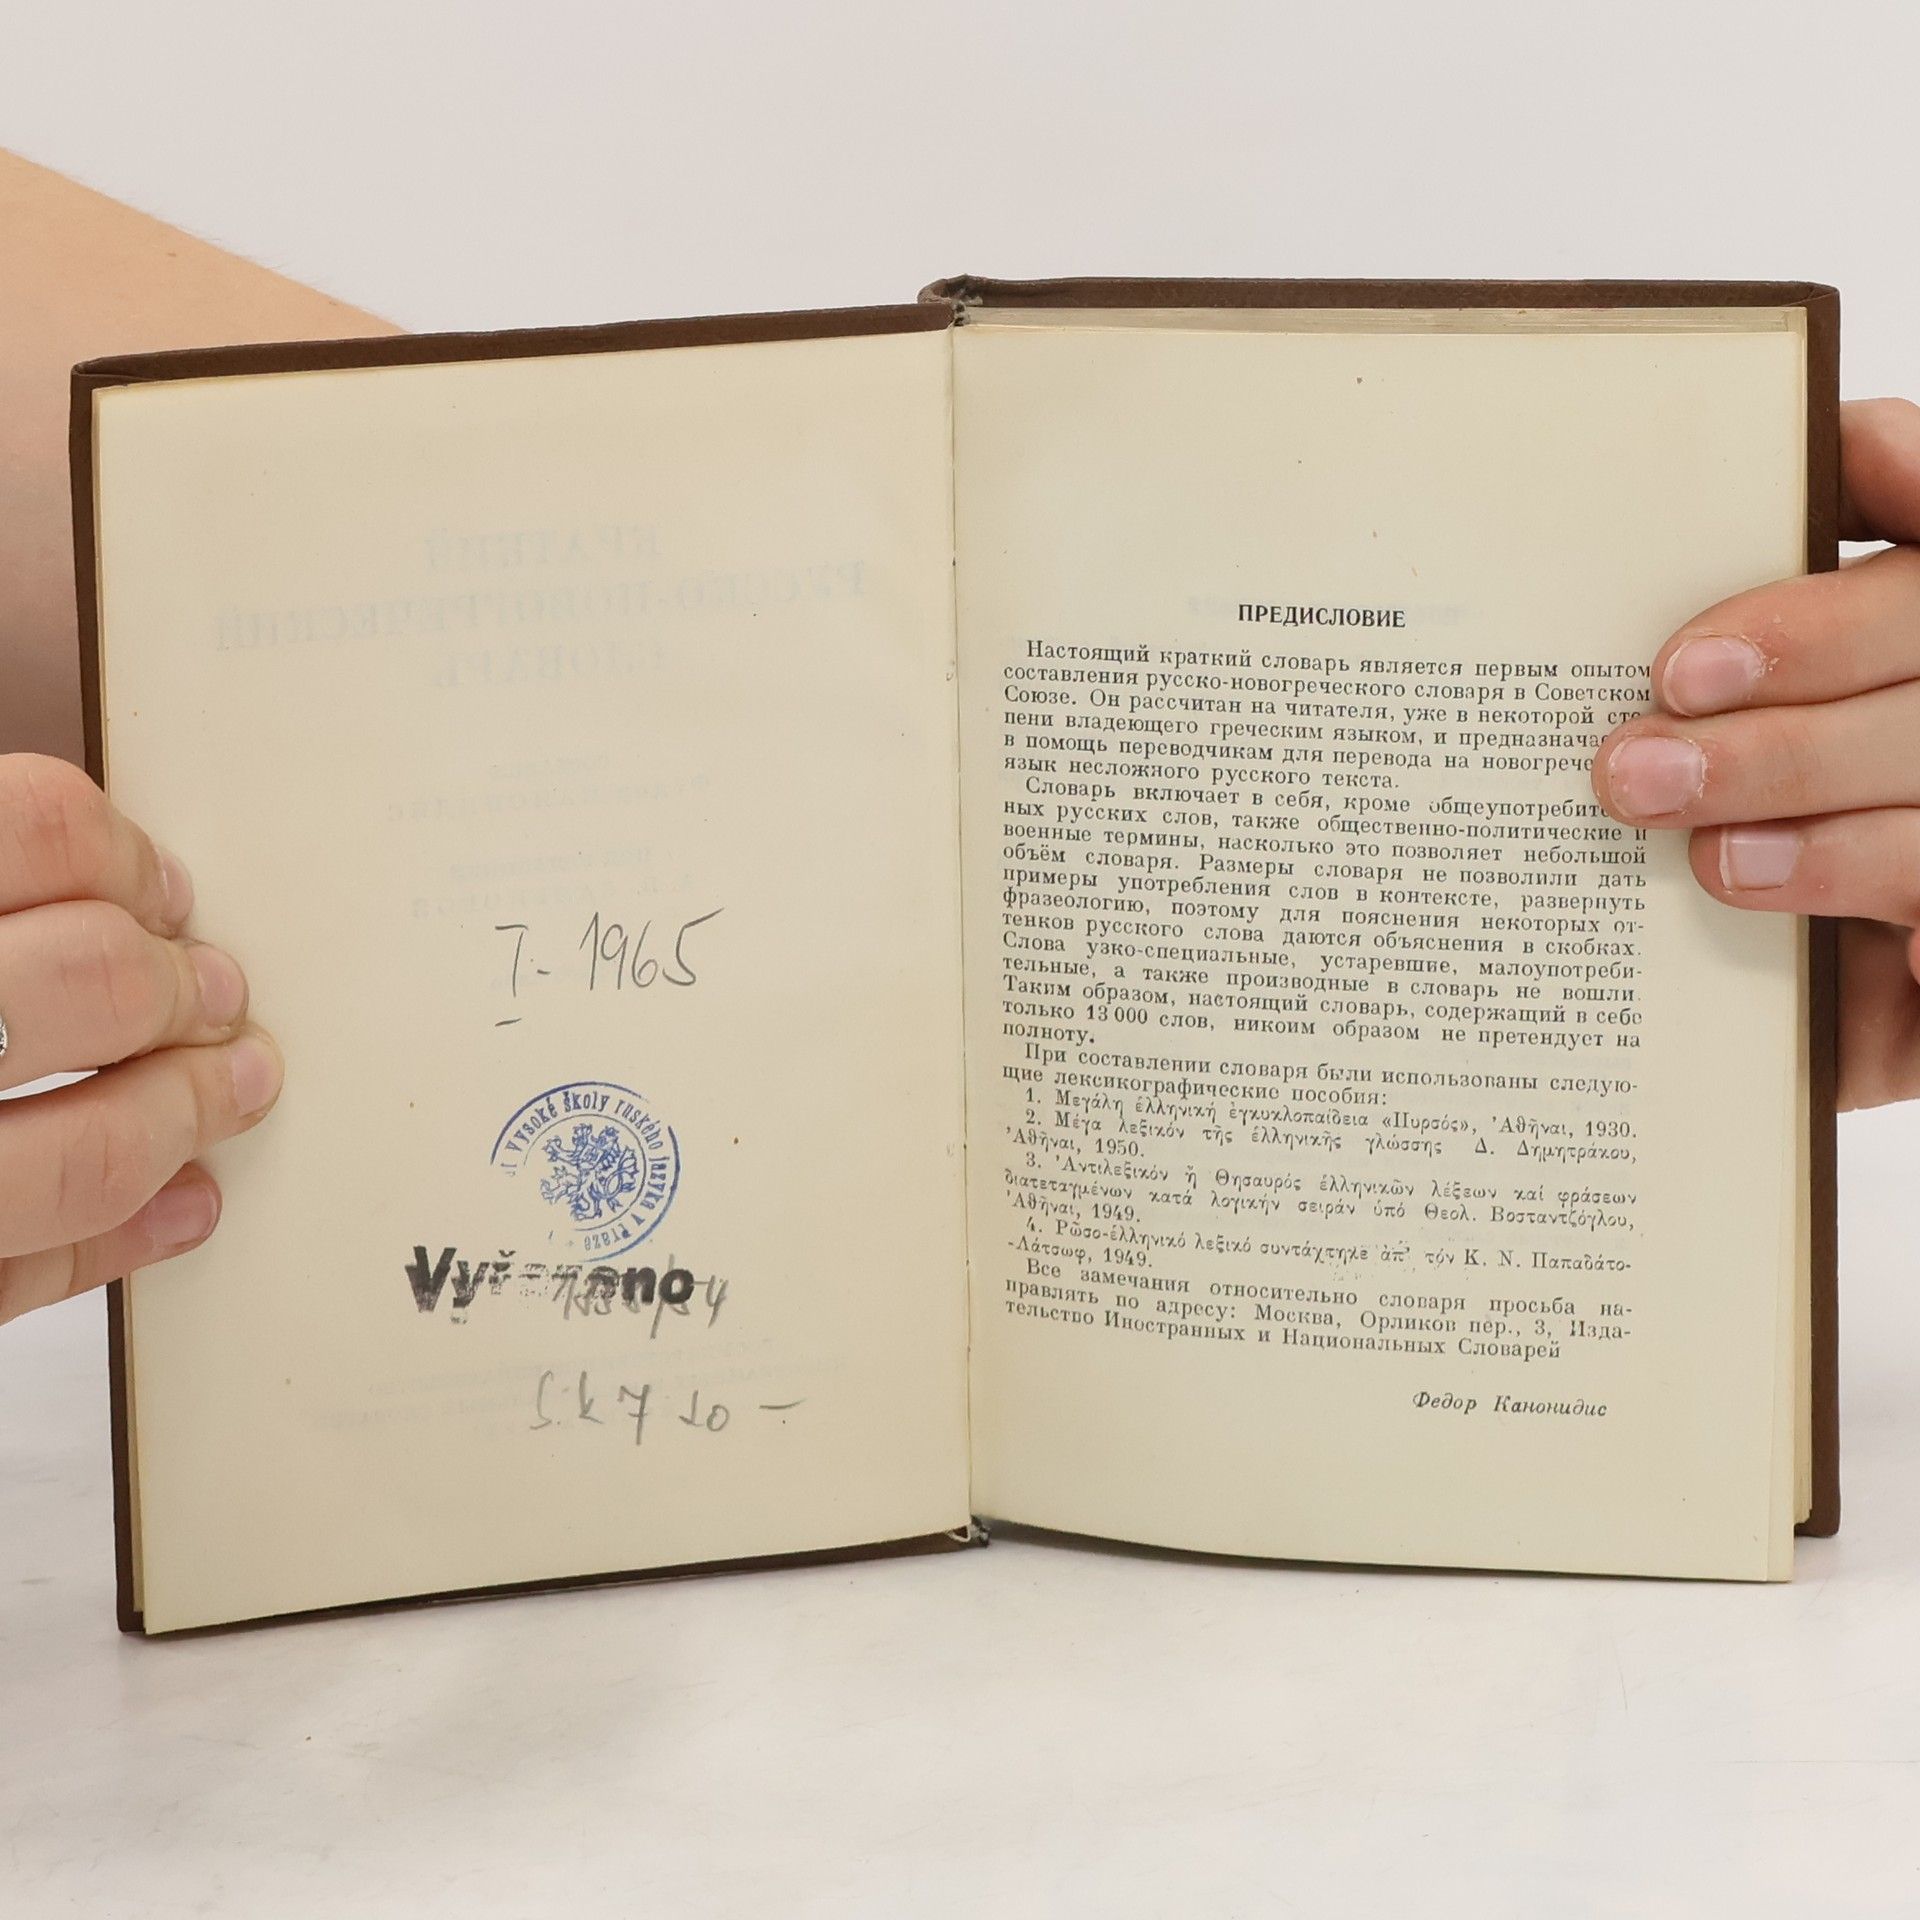 T- 1965
Vysoké školy ruského jazyka v Praze
S. k 7 10 -
ПРЕДИСЛОВИЕ
Настоящий краткий словарь является первым опытом
составления русско-новогреческого словаря в Советском
Союзе. Он рассчитан на читателя, уже в некоторой сте-
пени владеющего греческим языком, и
в помощь переводчикам для перевода на
язык несложного русского текста.
Словарь включает в себя, кроме
ных русских слов, также общественно-политические и
военные термины, насколько это позволяет небольшой
объём словаря. Размеры словаря не позволили дать
примеры употребления слов в контексте, развернуть
фразеологию, поэтому для пояснения некоторых от-
тенков русского слова даются объяснения в скобках.
Слова узко-специальные, устаревшие, малоупотреби-
тельные, а также производные в словарь не вошли.
Таким образом, настоящий словарь, содержащий в себе
только 13 000 слов, никоим образом не претендует на
полноту.
При составлении словаря были использованы следую-
щие лексикографические пособия:
1. Μεγάλη ἑλληνική ἐγκυκλοπαίδεια «Πυρσός», Ἀθῆναι, 1930.
2. Μέγα λεξικόν τῆς ἑλληνικῆς γλώσσης Δ. Δημητράκου,
Ἀθῆναι, 1950.
3. Ἀντιλεξικόν ἤ Θησαυρός ἑλληνικῶν λέξεων καί φράσεων
διατεταγμένων κατά λογικήν σειράν ὑπό Θεολ. Βοσταντζόγλου,
Ἀθῆναι, 1949.
4. Ρῶσο-ἑλληνικό λεξικό συντάχτηκε ἀπ' τόν Κ. Ν. Παπαδάτο-
-Λάτσωφ, 1949.
Все замечания относительно словаря просьба на-
правлять по адресу: Москва, Орликов пер., 3, Изда-
тельство Иностранных и Национальных Словарей
Федор Канонидис